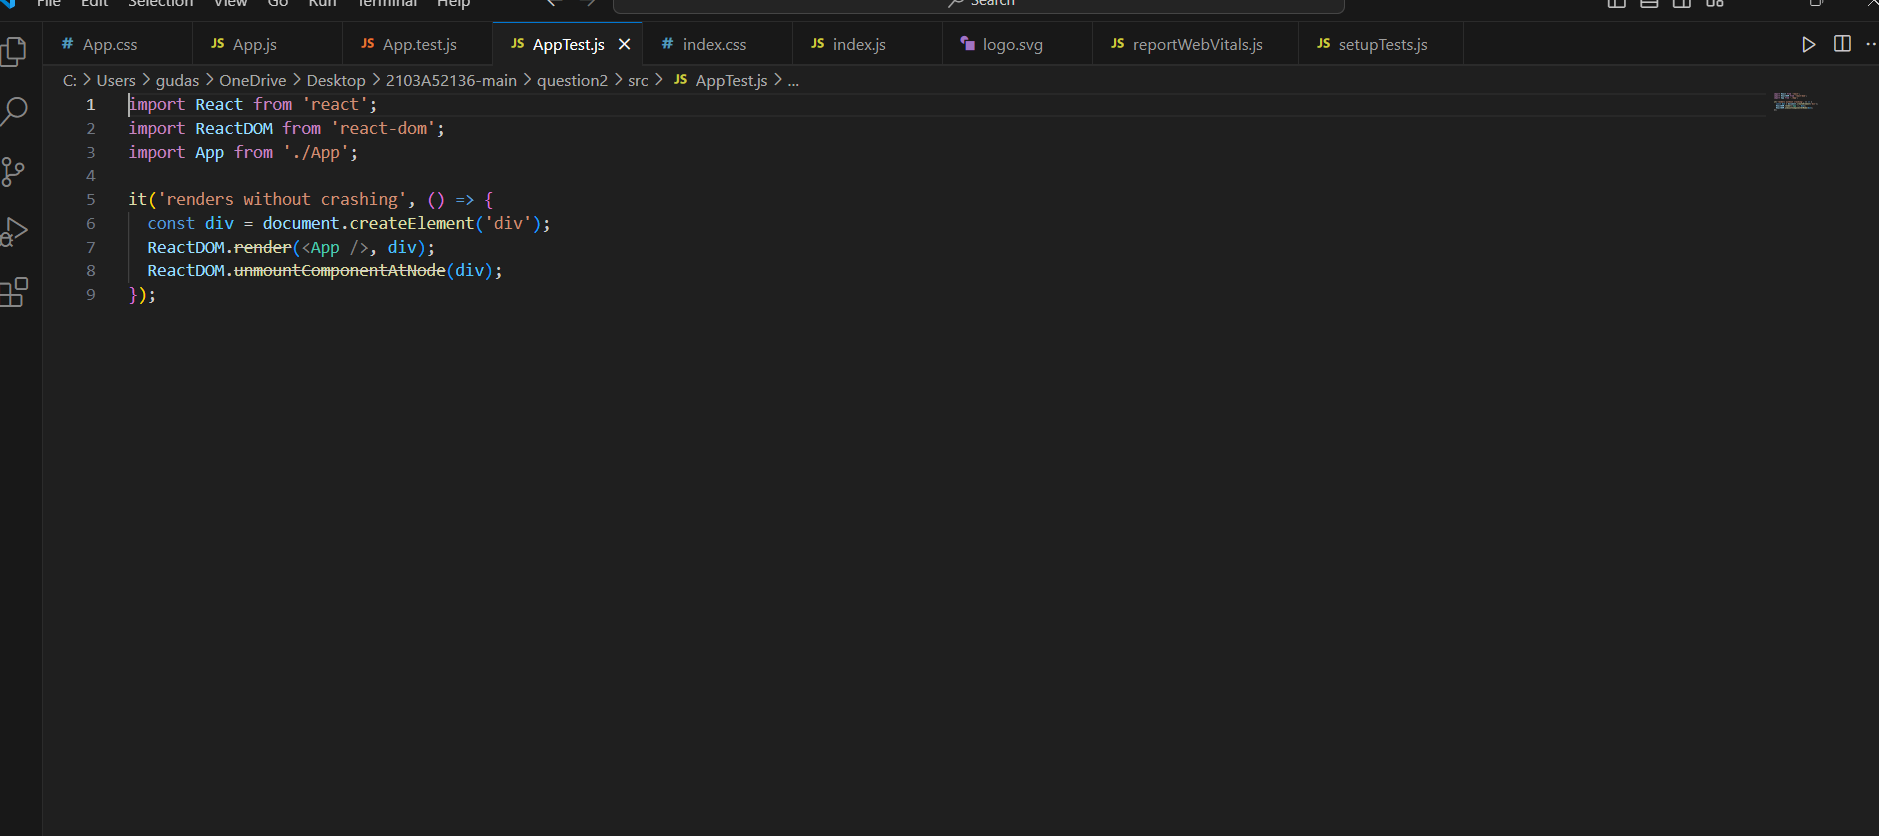 File Edit Selection View Go Run Terminal Help Search
# App.css JS App.js JS App.test.js JS AppTest.js # index.css JS index.js logo.svg JS reportWebVitals.js JS setupTests.js
C: > Users > gudas > OneDrive > Desktop > 2103A52136-main > question2 > src > JS AppTest.js > ...
1 import React from 'react';
2 import ReactDOM from 'react-dom';
3 import App from './App';
4
5 it('renders without crashing', () => {
6 const div = document.createElement('div');
7 ReactDOM.render(<App />, div);
8 ReactDOM.unmountComponentAtNode(div);
9 });